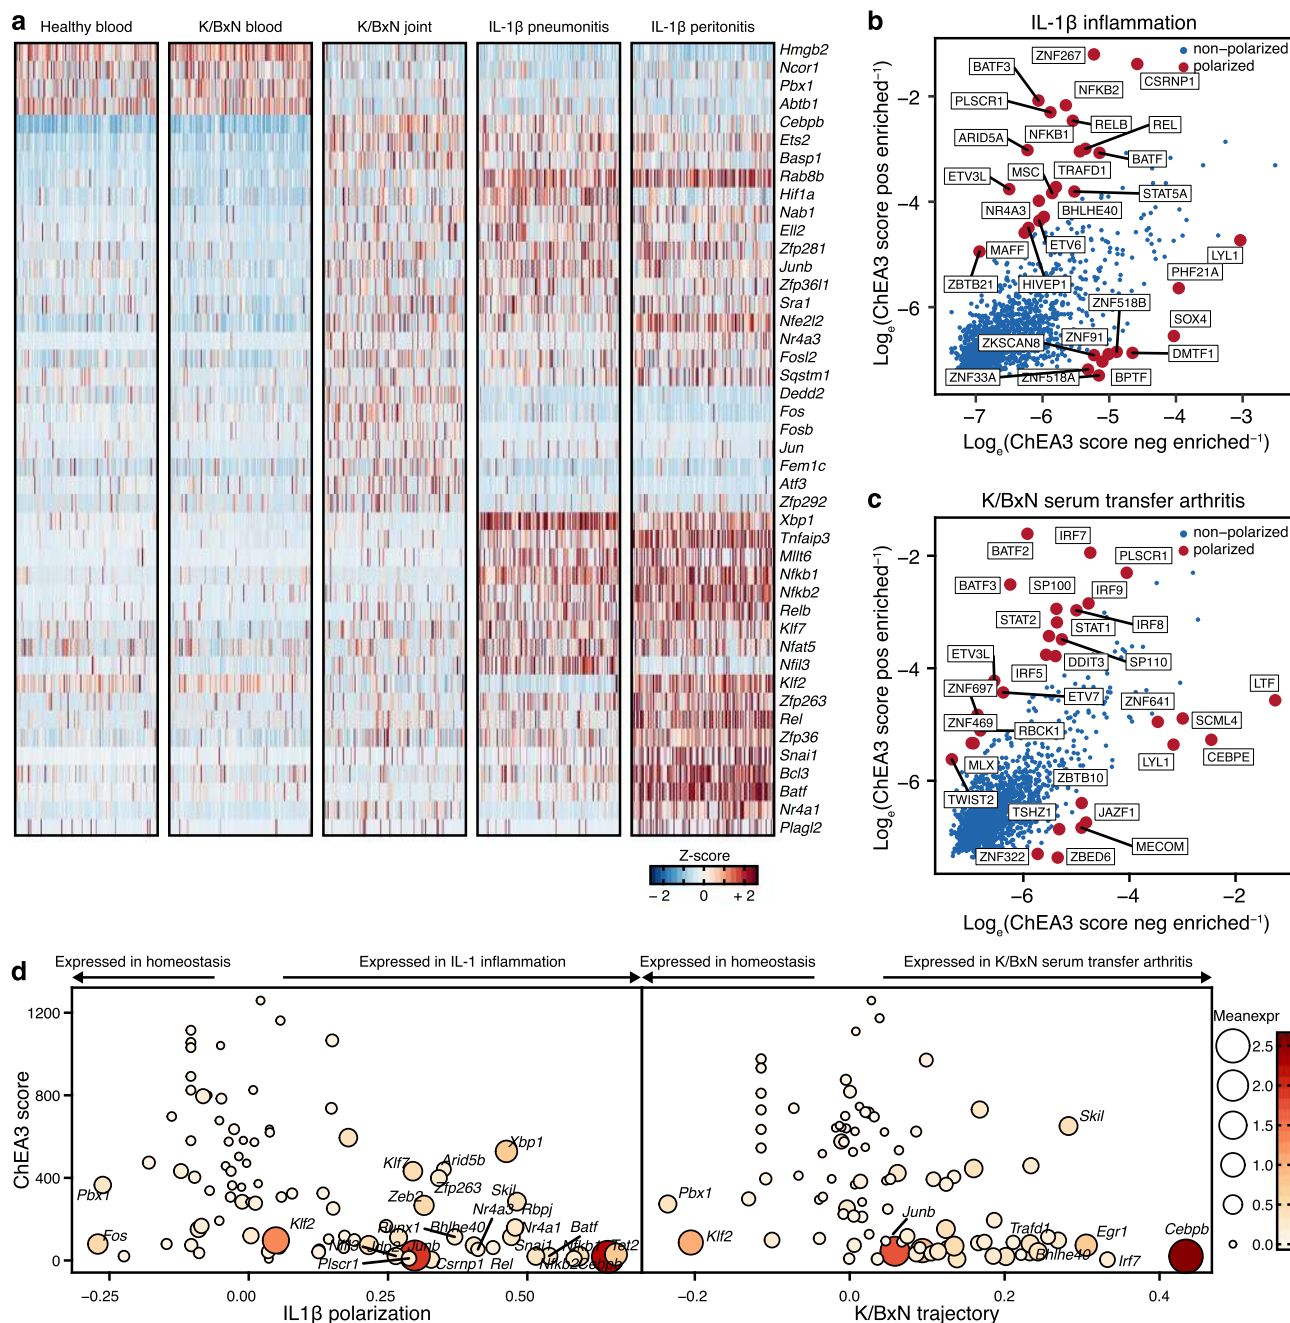 a
Healthy blood
K/BxN blood
K/BxN joint
IL-1β pneumonitis
IL-1β peritonitis
Hmgb2
Ncor1
Pbx1
Abtb1
Cebpb
Ets2
Basp1
Rab8b
Hif1a
Nab1
Ell2
Zfp281
Junb
Zfp36l1
Sra1
Nfe2l2
Nr4a3
Fosl2
Sqstm1
Dedd2
Fos
Fosb
Jun
Fem1c
Atf3
Zfp292
Xbp1
Tnfaip3
Mllt6
Nfkb1
Nfkb2
Relb
Klf7
Nfat5
Nfil3
Klf2
Zfp263
Rel
Zfp36
Snai1
Bcl3
Batf
Nr4a1
Plagl2
Z-score
−2 0 +2
b
IL-1β inflammation
non-polarized
polarized
ZNF267
BATF3
CSRNP1
NFKB2
PLSCR1
RELB
REL
NFKB1
ARID5A
BATF
TRAFD1
MSC
ETV3L
STAT5A
NR4A3
BHLHE40
ETV6
MAFF
LYL1
PHF21A
ZBTB21
HIVEP1
ZNF518B
SOX4
ZNF91
ZKSCAN8
DMTF1
ZNF33A
ZNF518A
BPTF
−2
−4
−6
−7 −6 −5 −4 −3
Loge(ChEA3 score pos enriched−1)
Loge(ChEA3 score neg enriched−1)
c
K/BxN serum transfer arthritis
non-polarized
polarized
IRF7
BATF2
PLSCR1
BATF3
SP100
IRF9
STAT2
STAT1
IRF8
ETV3L
IRF5
DDIT3
SP110
ZNF697
ETV7
ZNF641
LTF
ZNF469
RBCK1
SCML4
MLX
LYL1
CEBPE
ZBTB10
TWIST2
TSHZ1
JAZF1
MECOM
ZNF322
ZBED6
−2
−4
−6
−6 −4 −2
Loge(ChEA3 score pos enriched−1)
Loge(ChEA3 score neg enriched−1)
d
Expressed in homeostasis
Expressed in IL-1 inflammation
Expressed in homeostasis
Expressed in K/BxN serum transfer arthritis
ChEA3 score
1200
800
400
0
Xbp1
Klf7
Arid5b
Zfp263
Pbx1
Zeb2
Skil
Nr4a3
Rbpj
Fos
Klf2
Runx1
Bhlhe40
Nr4a1
Batf
Nfil3
Jdp2
Junb
Snai1
Nfkb1
Tet2
Plscr1
Csrnp1
Rel
Nfkb2
Cebpb
−0.25 0.00 0.25 0.50
IL1β polarization
Skil
Pbx1
Klf2
Junb
Trafd1
Egr1
Cebpb
Bhlhe40
Irf7
−0.2 0.0 0.2 0.4
K/BxN trajectory
Meanexpr
2.5
2.0
1.5
1.0
0.5
0.0